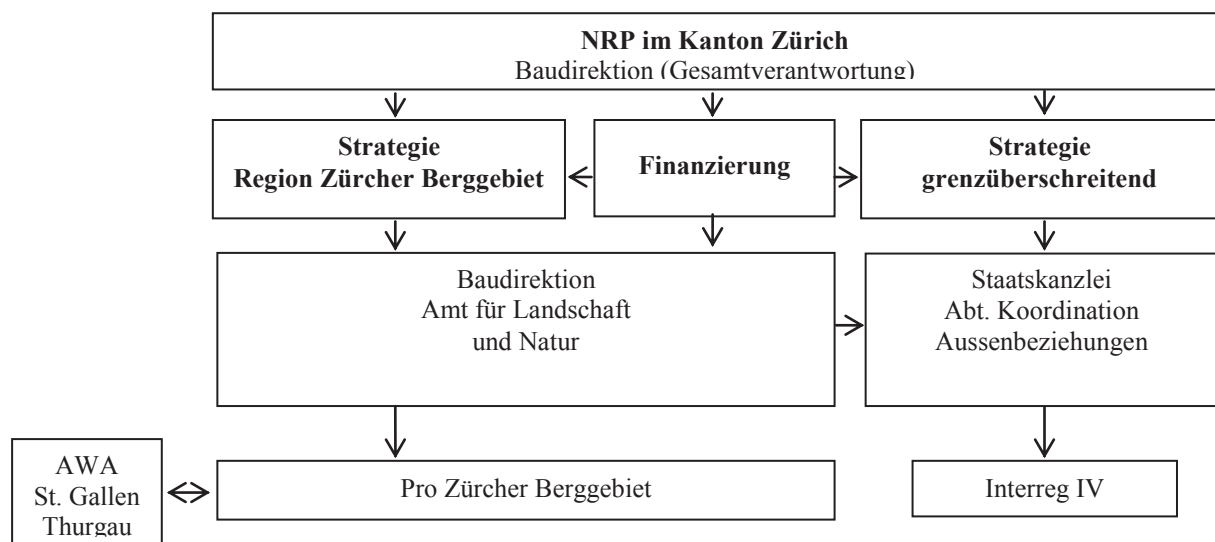 NRP im Kanton Zürich
Baudirektion (Gesamtverantwortung)
Strategie
Region Zürcher Berggebiet
Finanzierung
Strategie
grenzüberschreitend
Baudirektion
Amt für Landschaft
und Natur
Staatskanzlei
Abt. Koordination
Aussenbeziehungen
AWA
St. Gallen
Thurgau
Pro Zürcher Berggebiet
Interreg IV